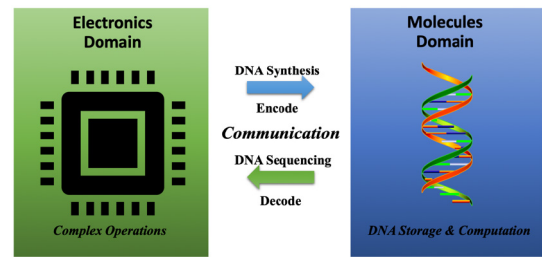 Electronics
Domain
Complex Operations
DNA Synthesis
Encode
Communication
DNA Sequencing
Decode
Molecules
Domain
DNA Storage & Computation